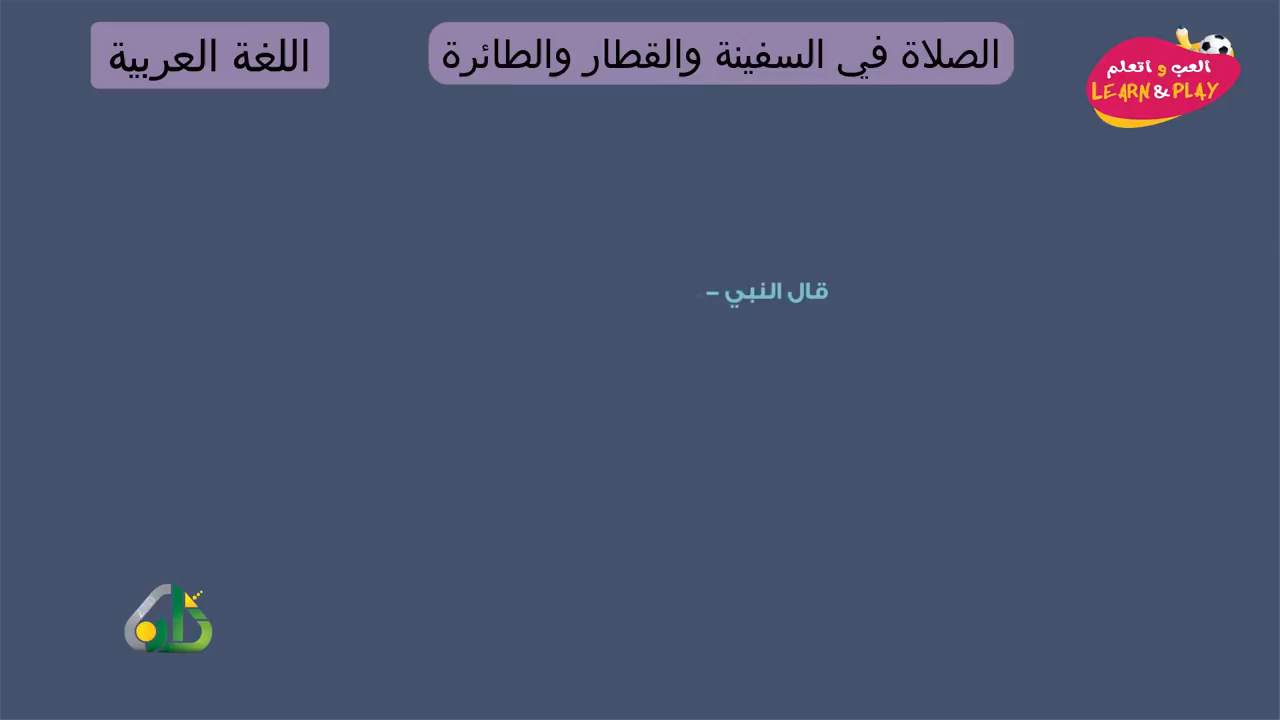 الصلاة في السفينة والقطار والطائرة
اللغة العربية
العب و اتعلم
LEARN & PLAY
قال النبي –